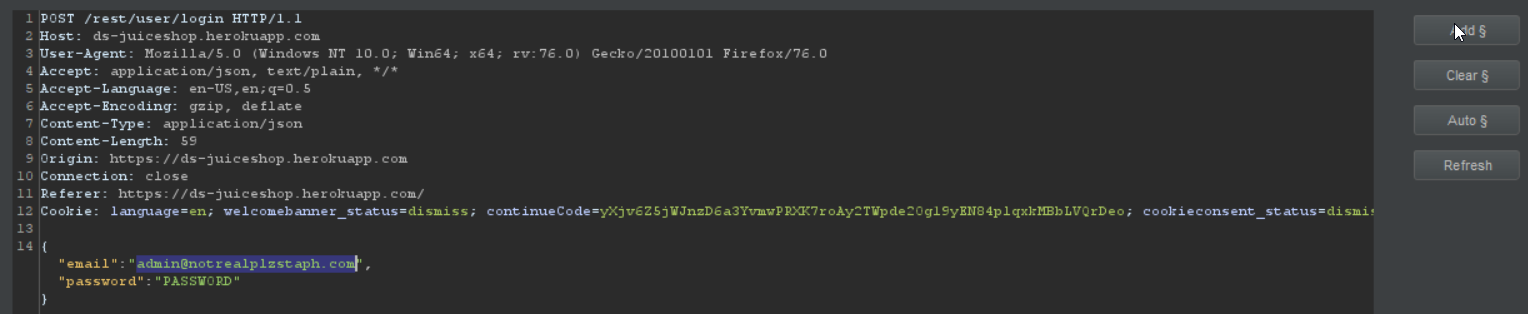 1 POST /rest/user/login HTTP/1.1
2 Host: ds-juiceshop.herokuapp.com
3 User-Agent: Mozilla/5.0 (Windows NT 10.0; Win64; x64; rv:76.0) Gecko/20100101 Firefox/76.0
4 Accept: application/json, text/plain, */*
5 Accept-Language: en-US,en;q=0.5
6 Accept-Encoding: gzip, deflate
7 Content-Type: application/json
8 Content-Length: 59
9 Origin: https://ds-juiceshop.herokuapp.com
10 Connection: close
11 Referer: https://ds-juiceshop.herokuapp.com/
12 Cookie: language=en; welcomebanner_status=dismiss; continueCode=yXjv6Z5jWJnzD6a3YvmwPRXK7roAy2TWpde2Ogl9yEN84plqxkMBbLVQrDeo; cookieconsent_status=dismis
13
14 {
"email":"admin@notrealplzstaph.com",
"password":"PASSWORD"
}
Add §
Clear §
Auto §
Refresh